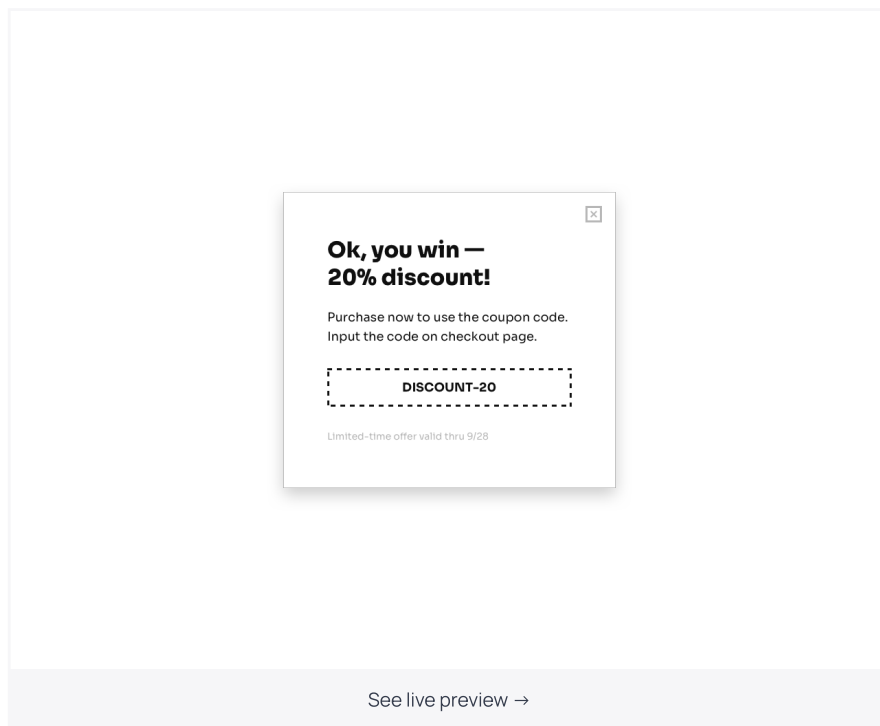 Ok, you win —
20% discount!
Purchase now to use the coupon code.
Input the code on checkout page.
DISCOUNT-20
Limited-time offer valid thru 9/28
See live preview →